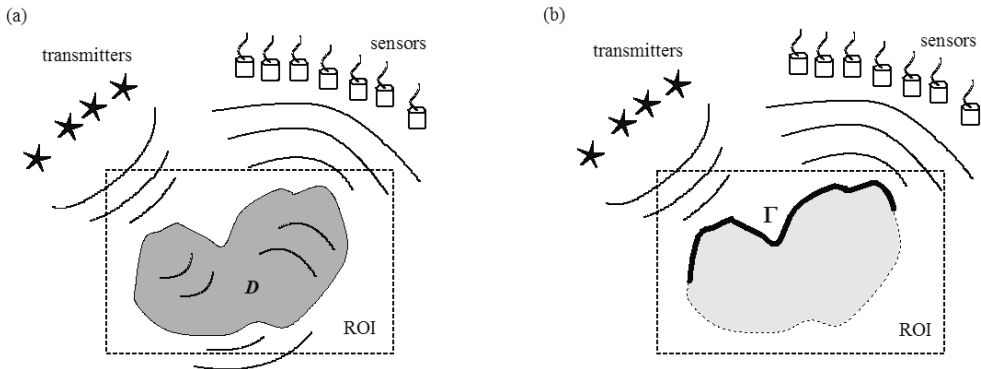 (a)
transmitters
sensors
D
ROI
(b)
transmitters
sensors
Γ
ROI